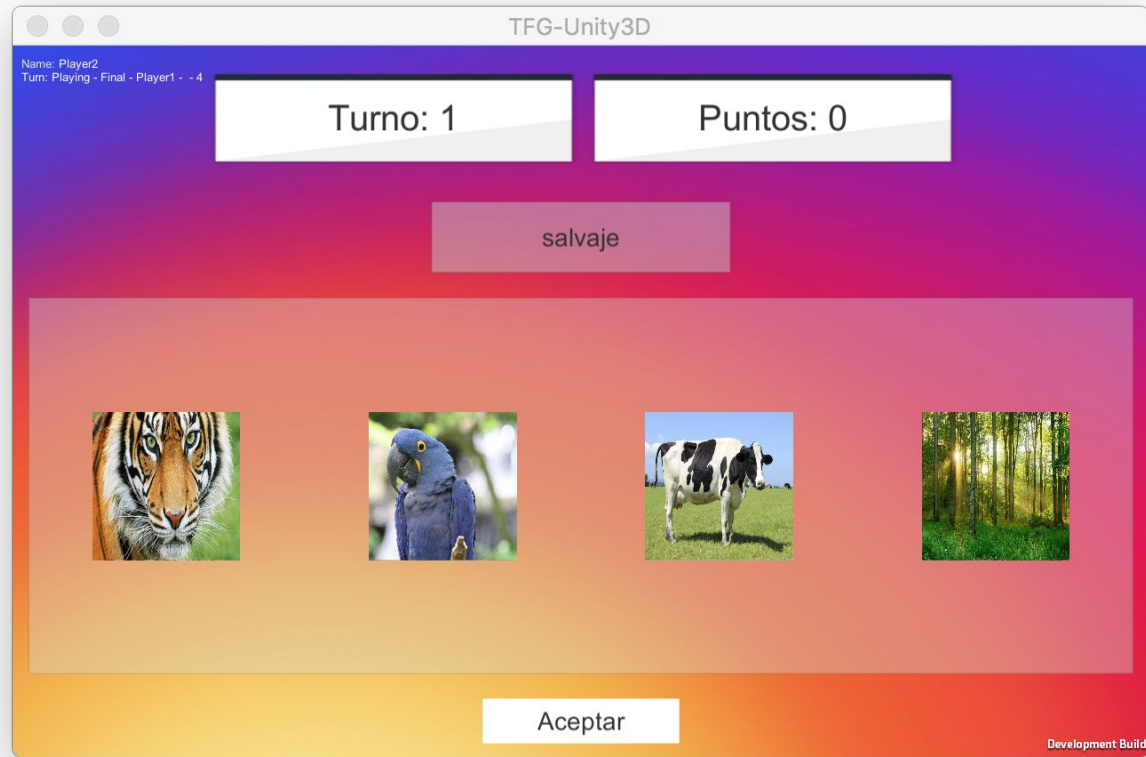 TFG-Unity3D
Name: Player2
Turn: Playing - Final - Player1 - - 4
Turno: 1
Puntos: 0
salvaje
Aceptar
Development Build